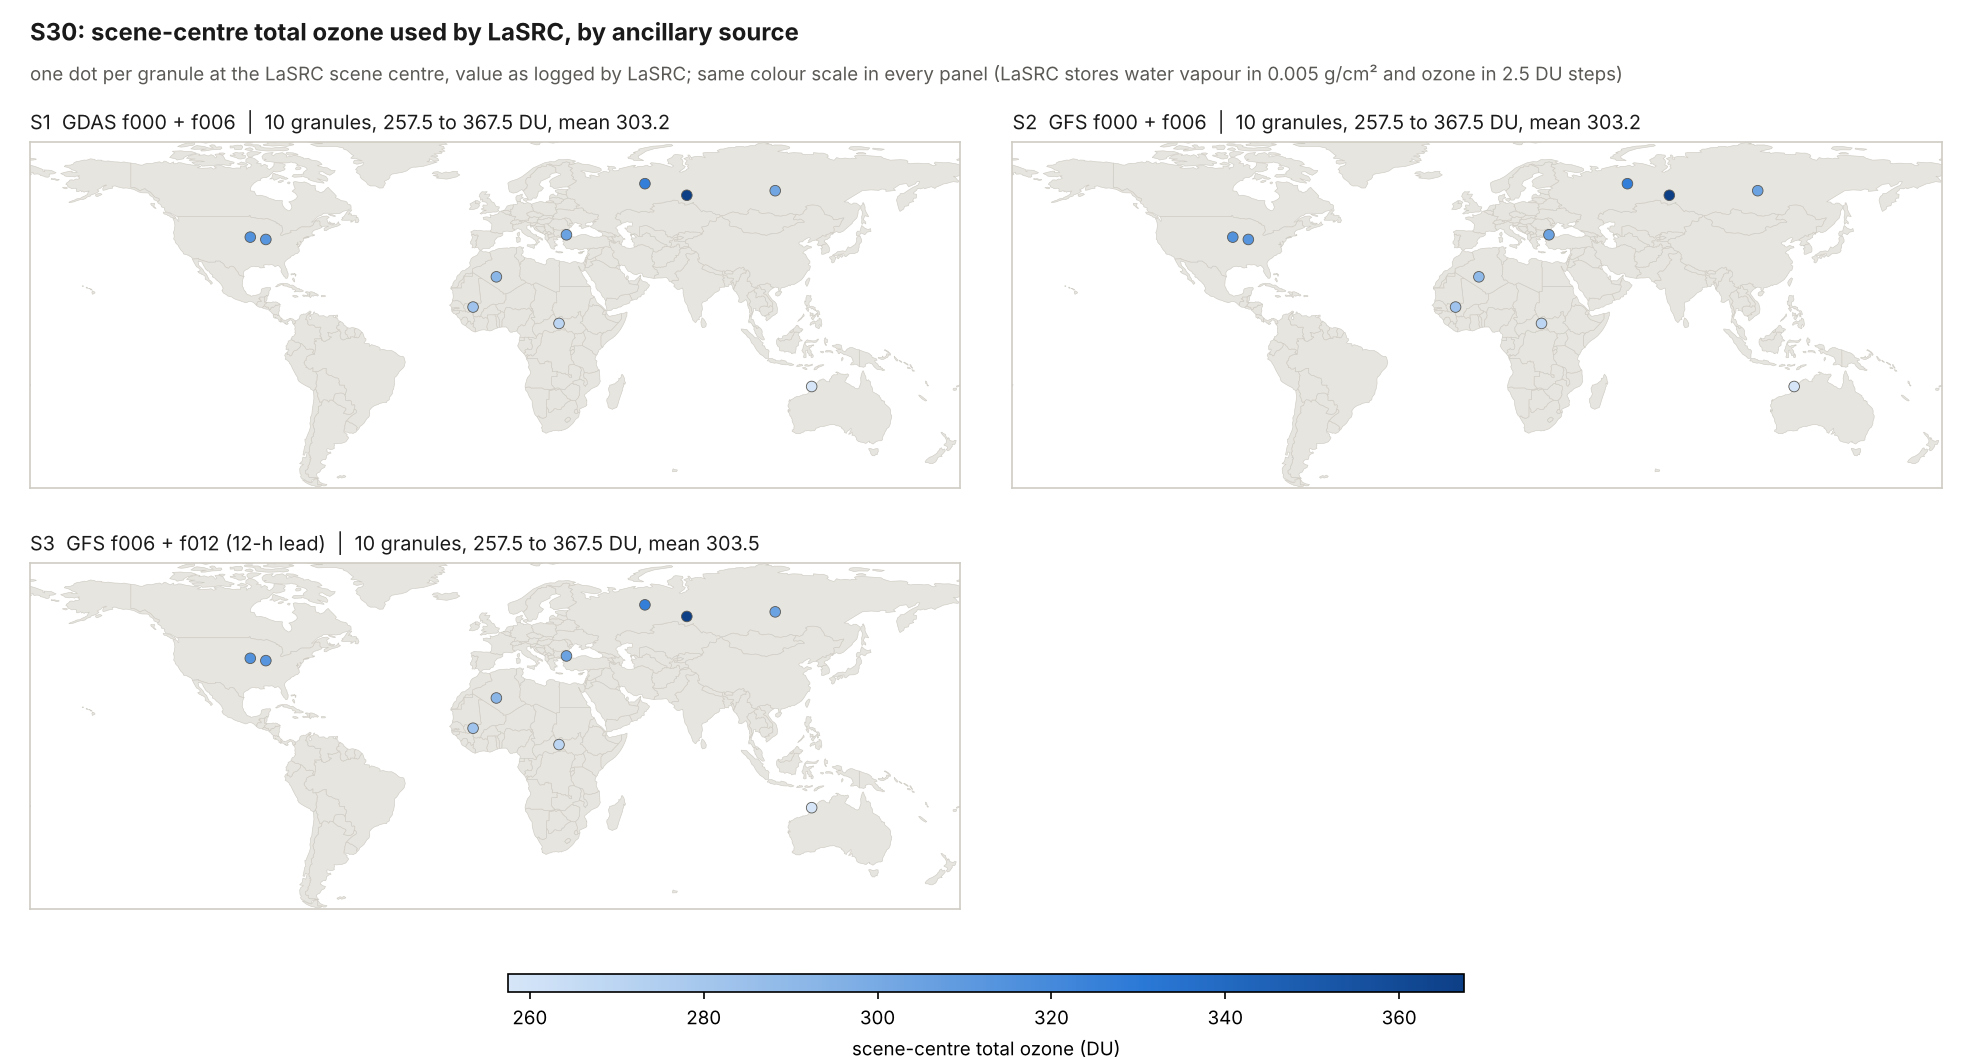 S30: scene-centre total ozone used by LaSRC, by ancillary source
one dot per granule at the LaSRC scene centre, value as logged by LaSRC; same colour scale in every panel (LaSRC stores water vapour in 0.005 g/cm² and ozone in 2.5 DU steps)
S1 GDAS f000 + f006 | 10 granules, 257.5 to 367.5 DU, mean 303.2
S2 GFS f000 + f006 | 10 granules, 257.5 to 367.5 DU, mean 303.2
S3 GFS f006 + f012 (12-h lead) | 10 granules, 257.5 to 367.5 DU, mean 303.5
260 280 300 320 340 360
scene-centre total ozone (DU)